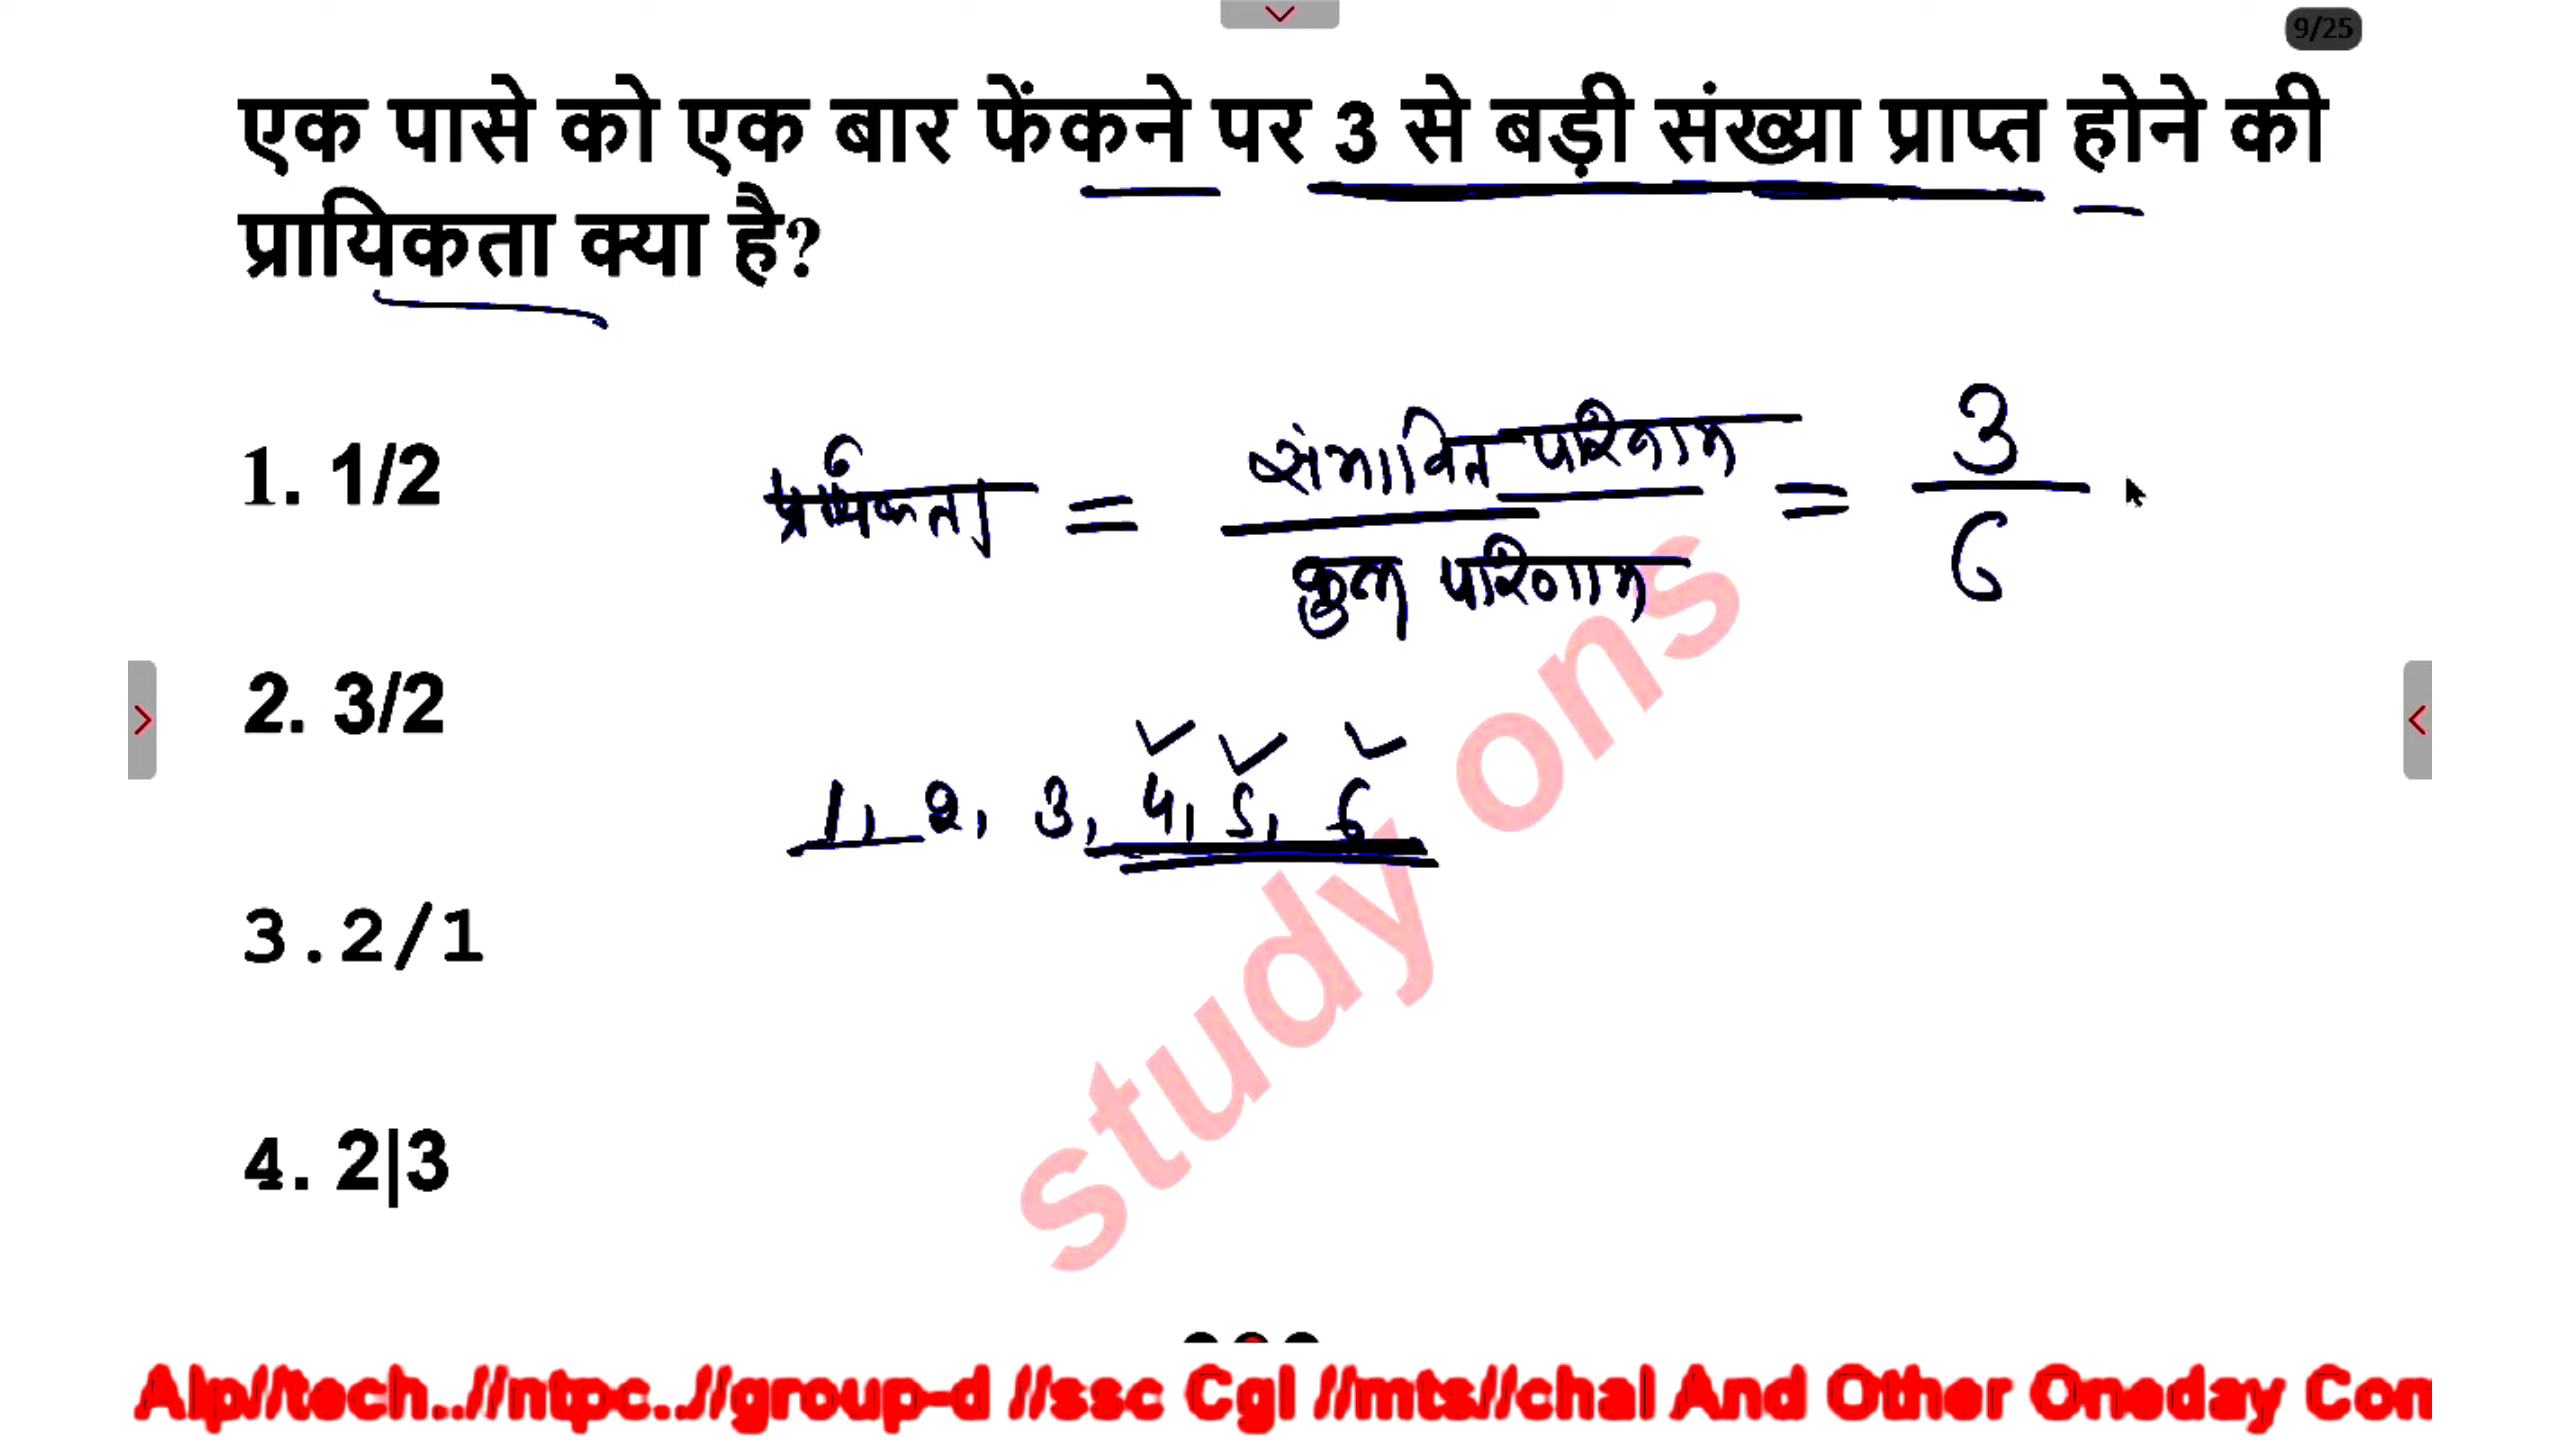 9/25
एक पासे को एक बार फेंकने पर 3 से बड़ी संख्या प्राप्त होने की
प्रायिकता क्या है?
1. 1/2
प्रायिकता = संभावित परिणाम / कुल परिणाम = 3/6
2. 3/2
1, 2, 3, 4, 5, 6
3.2/1
4. 2|3
study ons
Alp//tech..//ntpc..//group-d //ssc Cgl //mts//chal And Other Oneday Com